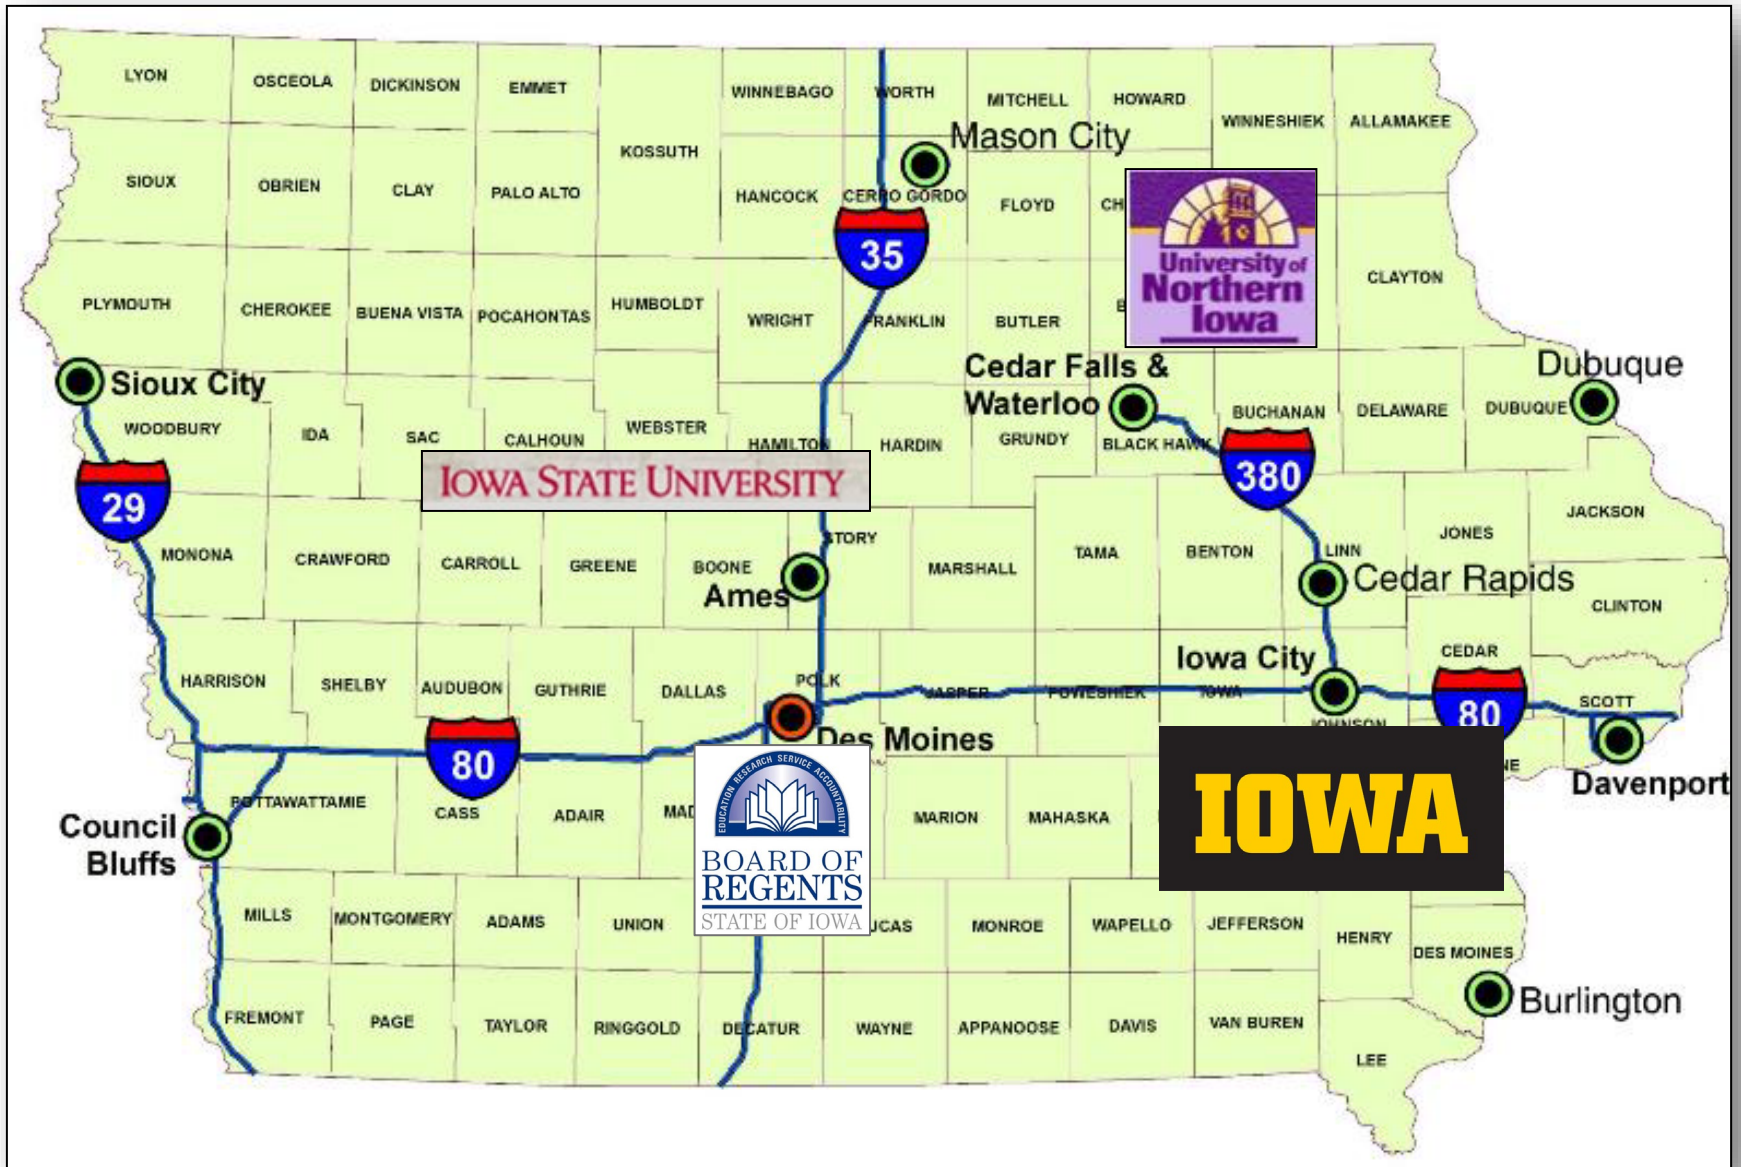 LYON
OSCEOLA
DICKINSON
EMMET
WINNEBAGO
WORTH
MITCHELL
HOWARD
WINNESHIEK
ALLAMAKEE
KOSSUTH
Mason City
SIOUX
OBRIEN
CLAY
PALO ALTO
HANCOCK
CERRO GORDO
FLOYD
CH
35
University of
Northern
Iowa
CLAYTON
PLYMOUTH
CHEROKEE
BUENA VISTA
POCAHONTAS
HUMBOLDT
WRIGHT
FRANKLIN
BUTLER
B
Sioux City
Cedar Falls &
Waterloo
Dubuque
WOODBURY
IDA
SAC
CALHOUN
WEBSTER
HAMILTON
HARDIN
GRUNDY
BLACK HAWK
BUCHANAN
DELAWARE
DUBUQUE
IOWA STATE UNIVERSITY
29
380
MONONA
CRAWFORD
CARROLL
GREENE
BOONE
STORY
MARSHALL
TAMA
BENTON
LINN
JONES
JACKSON
Ames
Cedar Rapids
CLINTON
HARRISON
SHELBY
AUDUBON
GUTHRIE
DALLAS
POLK
JASPER
POWESHIEK
IOWA
Iowa City
JOHNSON
CEDAR
SCOTT
80
80
Des Moines
NE
Davenport
POTTAWATTAMIE
CASS
ADAIR
MAD
MARION
MAHASKA
Council
Bluffs
EDUCATION RESEARCH SERVICE ACCOUNTABILITY
BOARD OF
REGENTS
STATE OF IOWA
IOWA
MILLS
MONTGOMERY
ADAMS
UNION
UCAS
MONROE
WAPELLO
JEFFERSON
HENRY
DES MOINES
Burlington
FREMONT
PAGE
TAYLOR
RINGGOLD
DECATUR
WAYNE
APPANOOSE
DAVIS
VAN BUREN
LEE